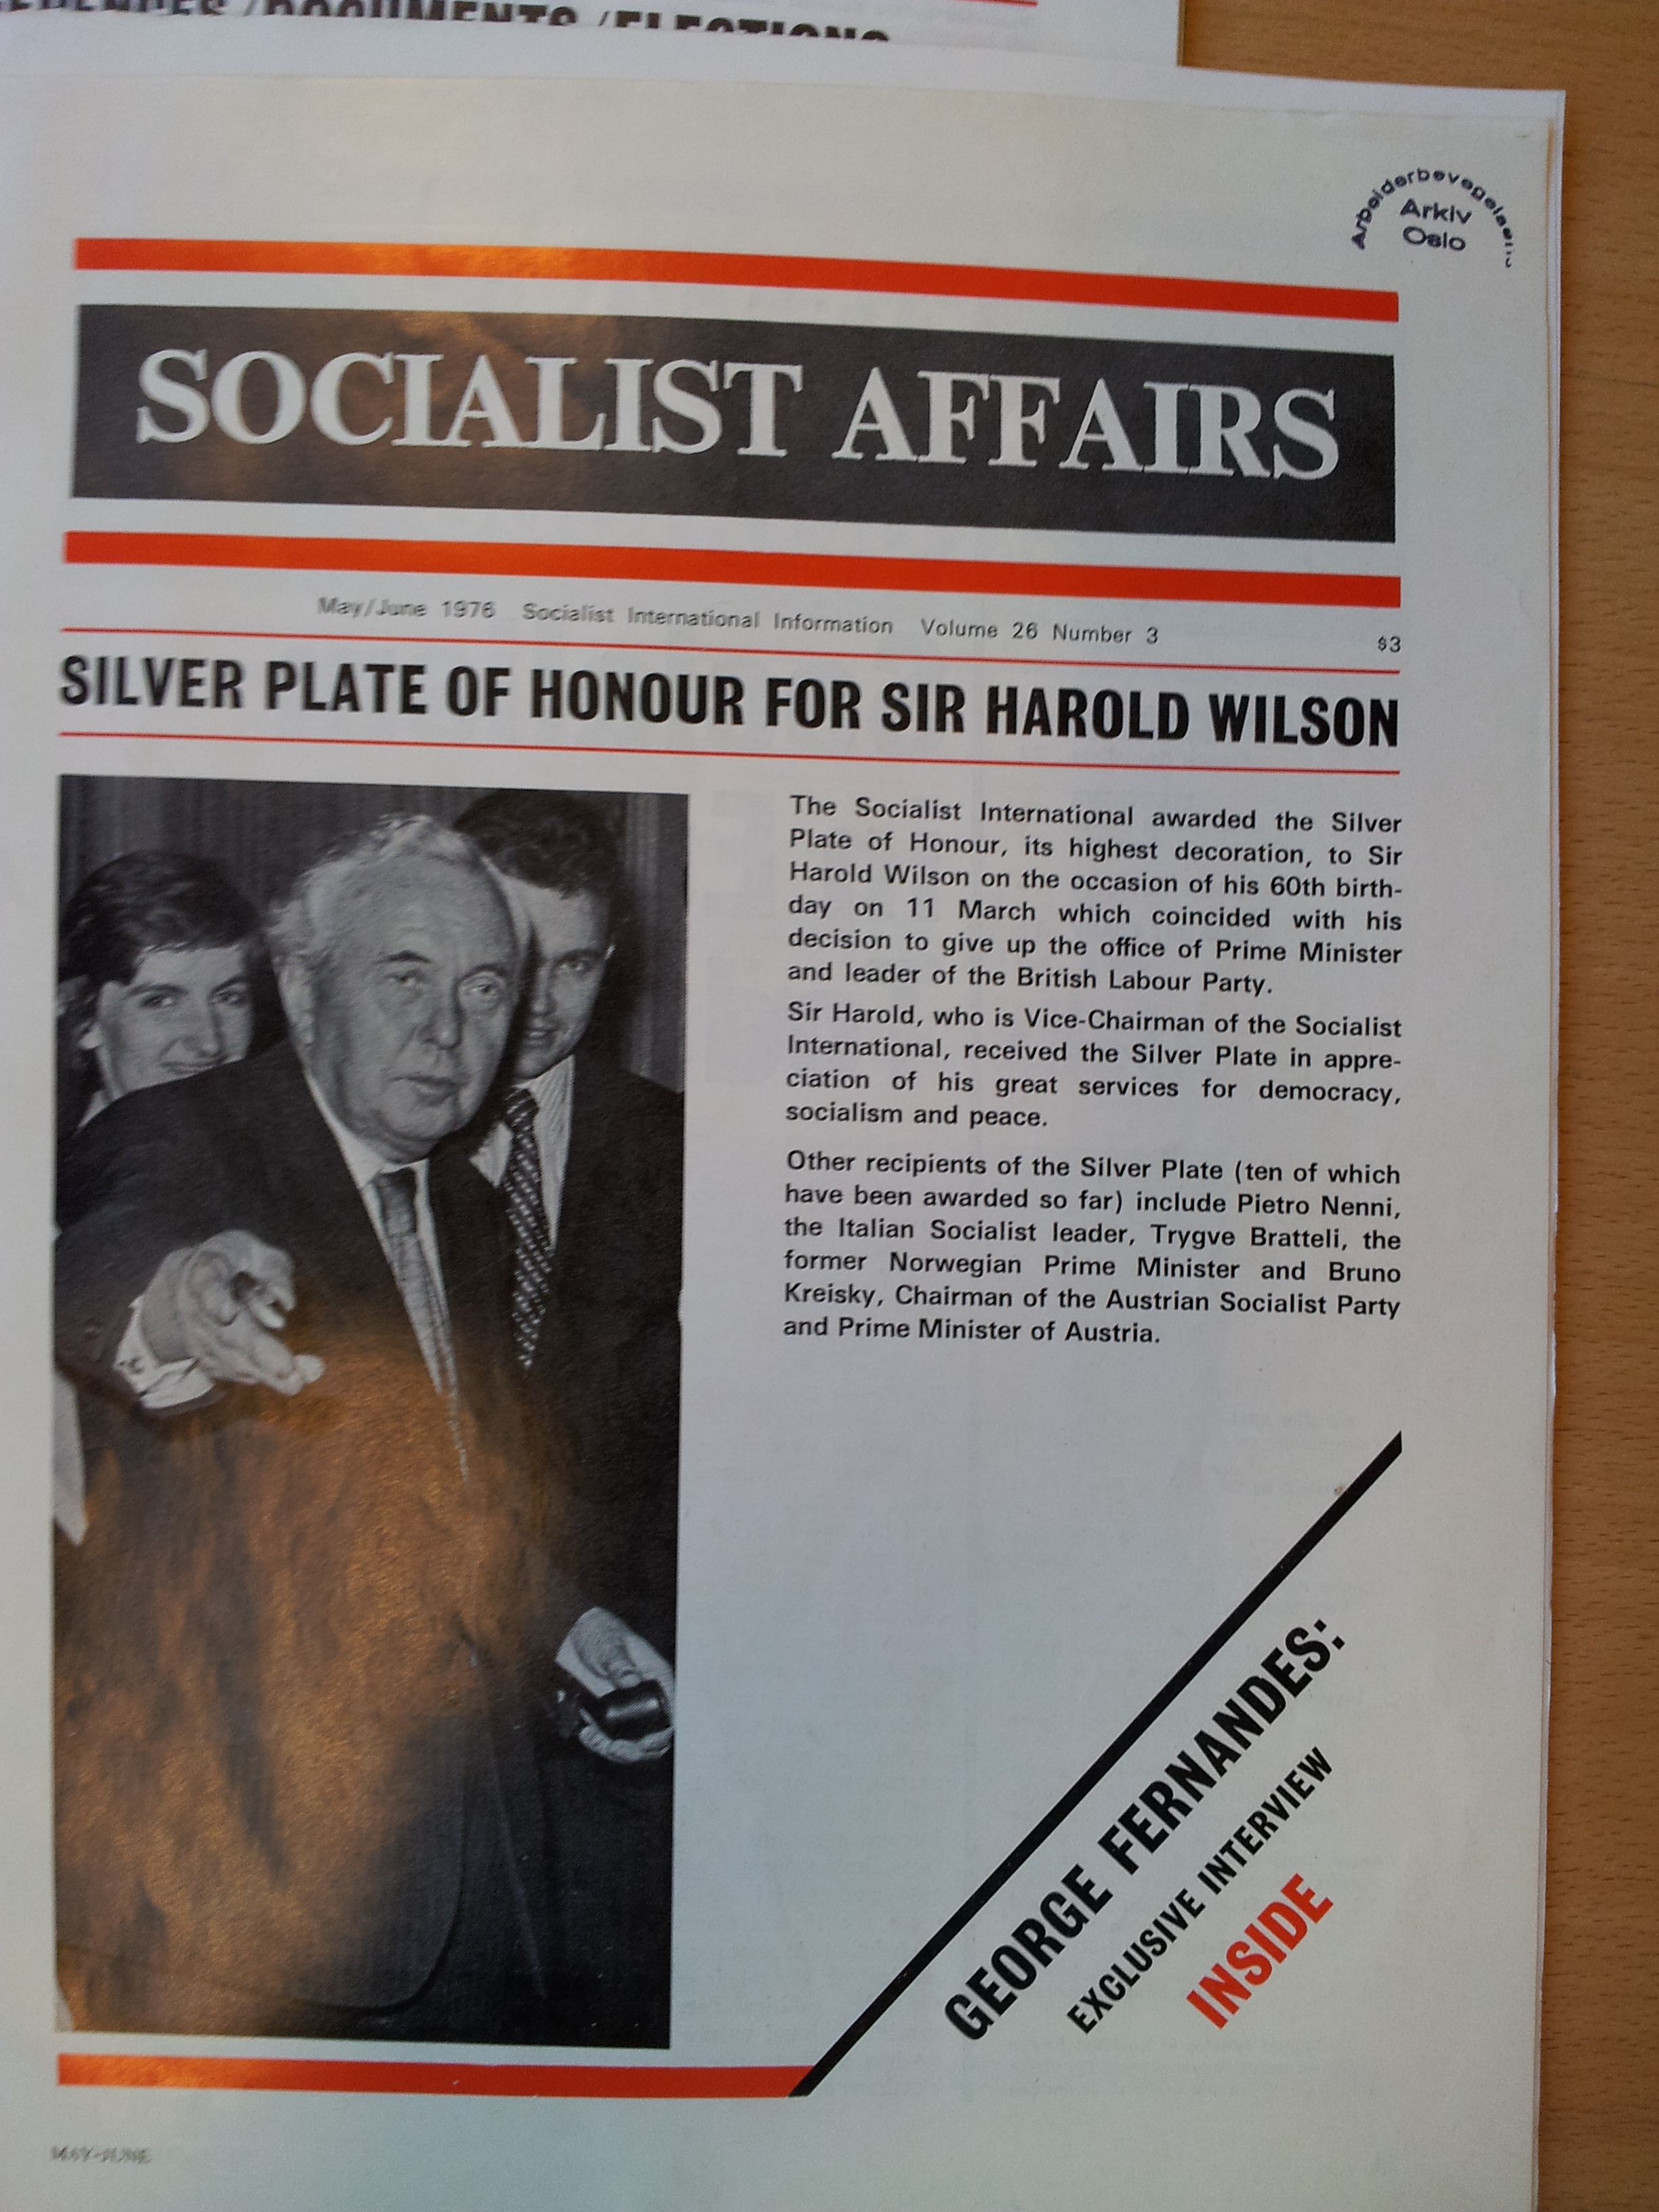 /DOCUMENTS /ELECTIONS
Arbeiderbevegelsens
Arkiv
Oslo
SOCIALIST AFFAIRS
May/June 1976 Socialist International Information Volume 26 Number 3
$3
SILVER PLATE OF HONOUR FOR SIR HAROLD WILSON
The Socialist International awarded the Silver
Plate of Honour, its highest decoration, to Sir
Harold Wilson on the occasion of his 60th birth-
day on 11 March which coincided with his
decision to give up the office of Prime Minister
and leader of the British Labour Party.
Sir Harold, who is Vice-Chairman of the Socialist
International, received the Silver Plate in appre-
ciation of his great services for democracy,
socialism and peace.
Other recipients of the Silver Plate (ten of which
have been awarded so far) include Pietro Nenni,
the Italian Socialist leader, Trygve Bratteli, the
former Norwegian Prime Minister and Bruno
Kreisky, Chairman of the Austrian Socialist Party
and Prime Minister of Austria.
GEORGE FERNANDES:
EXCLUSIVE INTERVIEW
INSIDE
MAY-JUNE